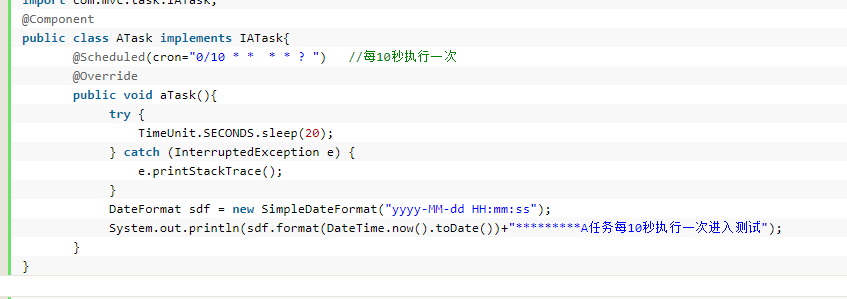 import com.mvc.task.IATask;
@Component
public class ATask implements IATask{
@Scheduled(cron="0/10 * *  * * ? ")   //每10秒执行一次
@Override
public void aTask(){
try {
TimeUnit.SECONDS.sleep(20);
} catch (InterruptedException e) {
e.printStackTrace();
}
DateFormat sdf = new SimpleDateFormat("yyyy-MM-dd HH:mm:ss");
System.out.println(sdf.format(DateTime.now().toDate())+"*********A任务每10秒执行一次进入测试");
}
}